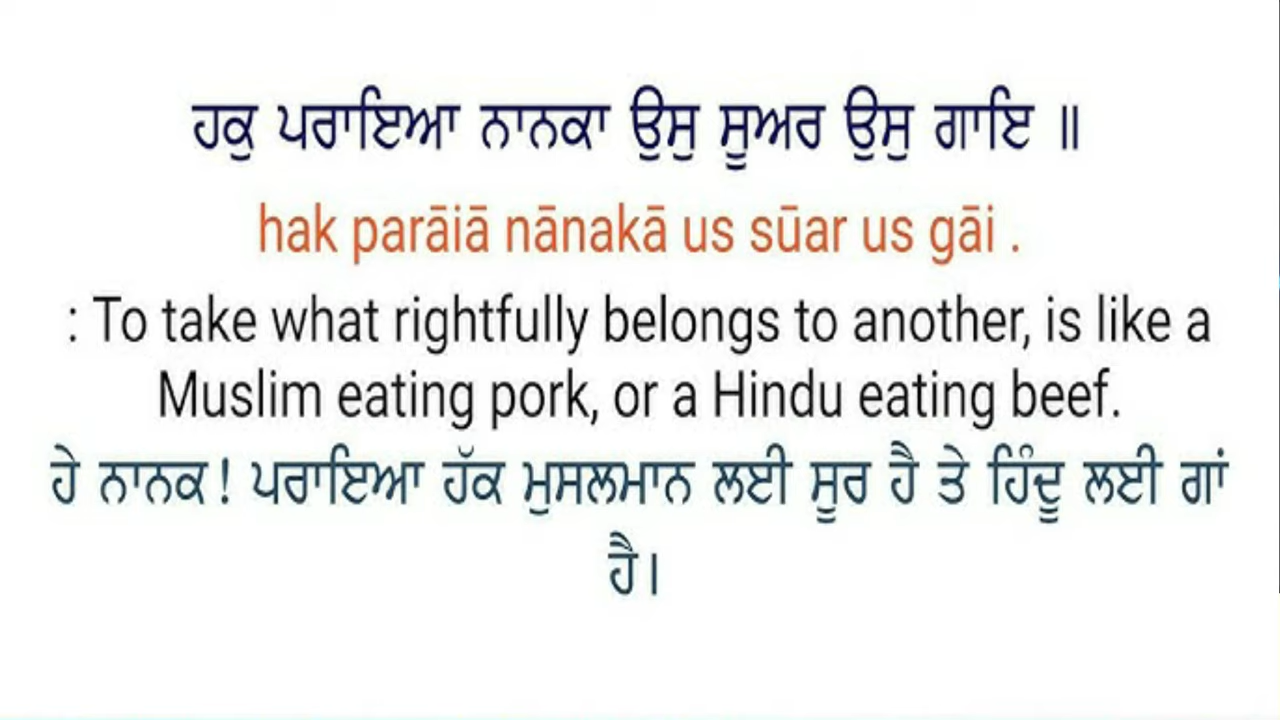 ਹਕੁ ਪਰਾਇਆ ਨਾਨਕਾ ਉਸੁ ਸੂਅਰ ਉਸੁ ਗਾਇ ॥
hak parāiā nānakā us sūar us gāi .
: To take what rightfully belongs to another, is like a
Muslim eating pork, or a Hindu eating beef.
ਹੇ ਨਾਨਕ! ਪਰਾਇਆ ਹੱਕ ਮੁਸਲਮਾਨ ਲਈ ਸੂਰ ਹੈ ਤੇ ਹਿੰਦੂ ਲਈ ਗਾਂ
ਹੈ।